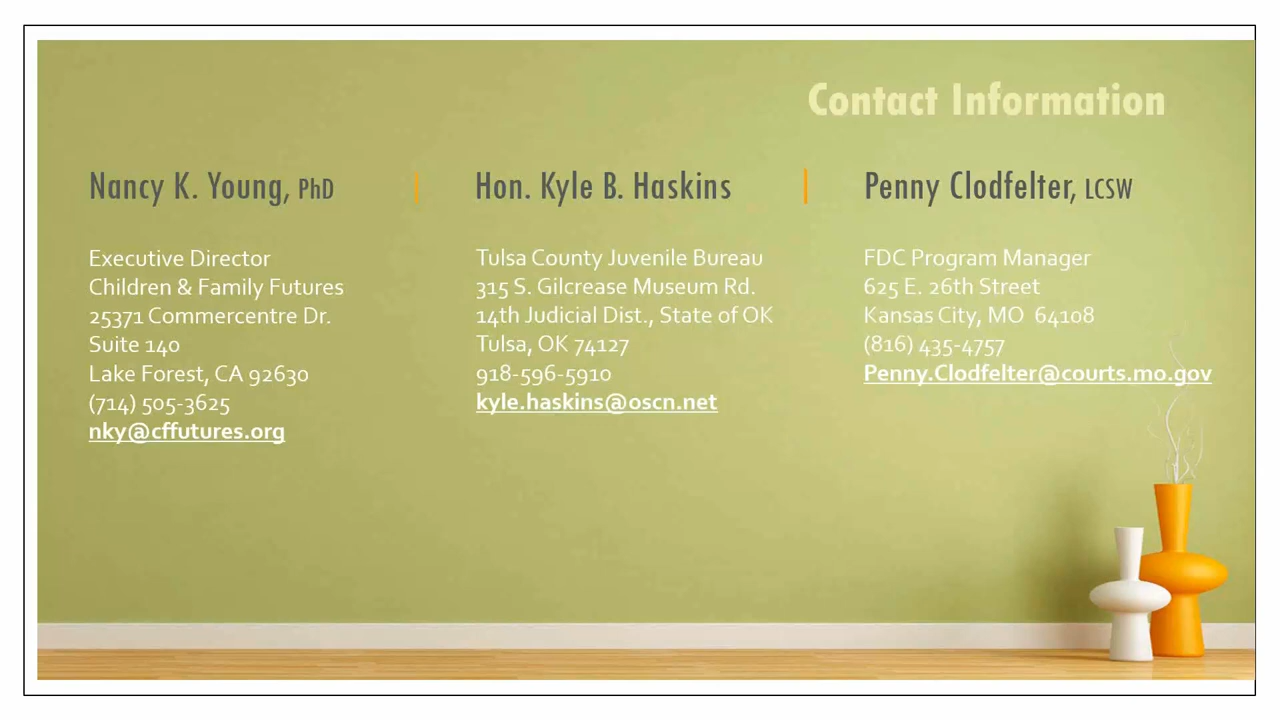 Contact Information
Nancy K. Young, PhD
Executive Director
Children & Family Futures
25371 Commercentre Dr.
Suite 140
Lake Forest, CA 92630
(714) 505-3625
nky@cffutures.org
Hon. Kyle B. Haskins
Tulsa County Juvenile Bureau
315 S. Gilcrease Museum Rd.
14th Judicial Dist., State of OK
Tulsa, OK 74127
918-596-5910
kyle.haskins@oscn.net
Penny Clodfelter, LCSW
FDC Program Manager
625 E. 26th Street
Kansas City, MO  64108
(816) 435-4757
Penny.Clodfelter@courts.mo.gov